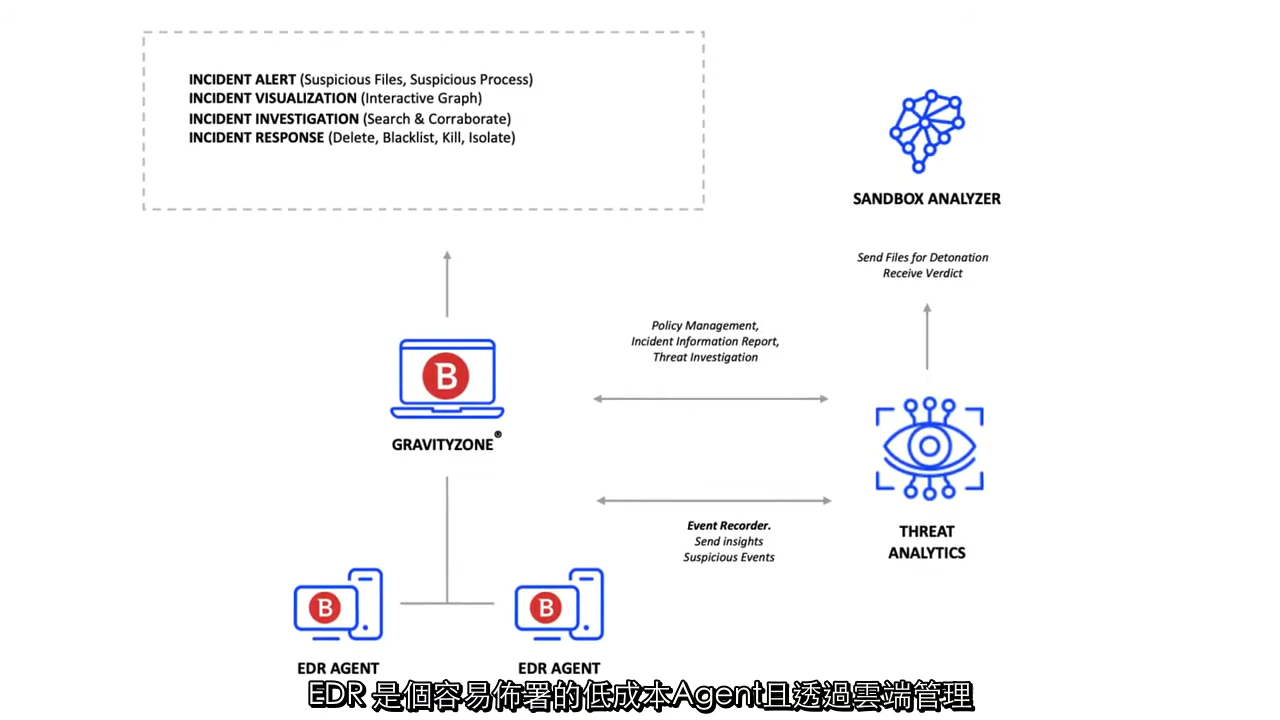 INCIDENT ALERT (Suspicious Files, Suspicious Process)
INCIDENT VISUALIZATION (Interactive Graph)
INCIDENT INVESTIGATION (Search & Corraborate)
INCIDENT RESPONSE (Delete, Blacklist, Kill, Isolate)
SANDBOX ANALYZER
Send Files for Detonation
Receive Verdict
Policy Management,
Incident Information Report,
Threat Investigation
B
GRAVITYZONE®
Event Recorder.
Send insights
Suspicious Events
THREAT
ANALYTICS
B
B
EDR AGENT
EDR AGENT
EDR 是個容易佈署的低成本Agent且透過雲端管理